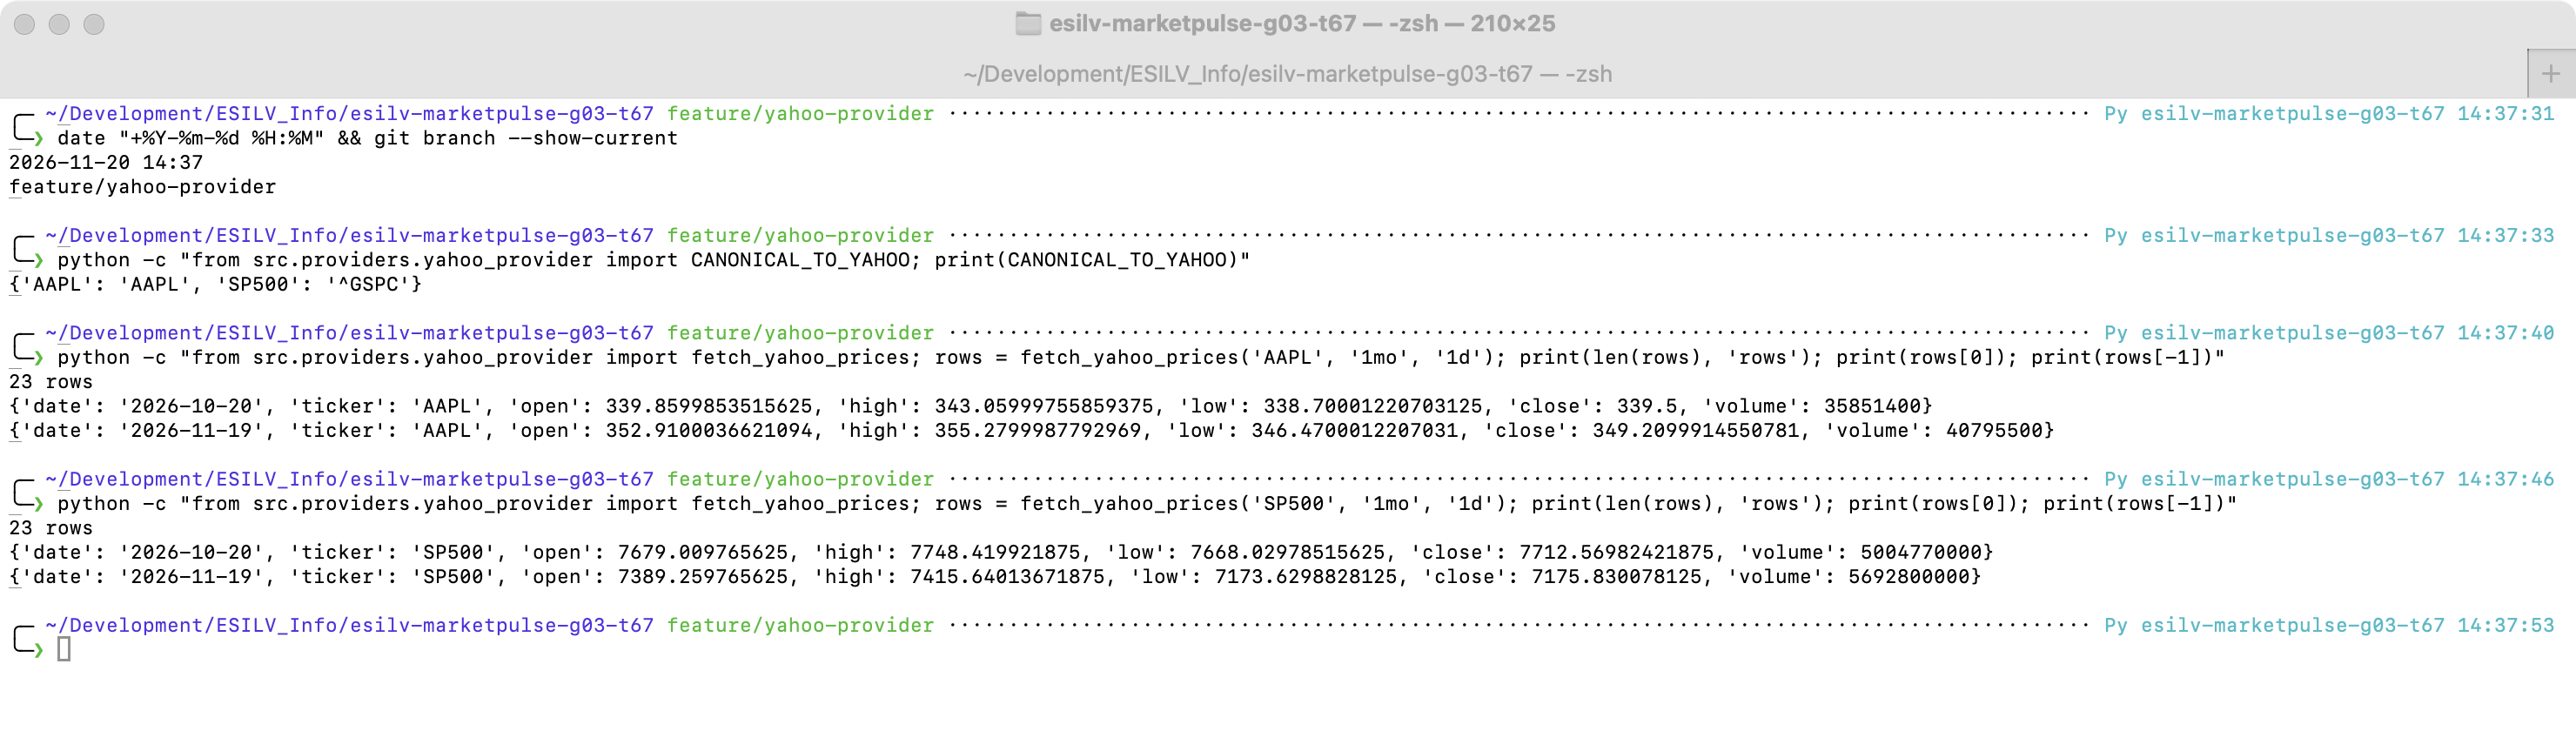 esilv-marketpulse-g03-t67 — -zsh — 210×25
~/Development/ESILV_Info/esilv-marketpulse-g03-t67 — -zsh
~/Development/ESILV_Info/esilv-marketpulse-g03-t67 feature/yahoo-provider Py esilv-marketpulse-g03-t67 14:37:31
❯ date "+%Y-%m-%d %H:%M" && git branch --show-current
2026-11-20 14:37
feature/yahoo-provider
~/Development/ESILV_Info/esilv-marketpulse-g03-t67 feature/yahoo-provider Py esilv-marketpulse-g03-t67 14:37:33
❯ python -c "from src.providers.yahoo_provider import CANONICAL_TO_YAHOO; print(CANONICAL_TO_YAHOO)"
{'AAPL': 'AAPL', 'SP500': '^GSPC'}
~/Development/ESILV_Info/esilv-marketpulse-g03-t67 feature/yahoo-provider Py esilv-marketpulse-g03-t67 14:37:40
❯ python -c "from src.providers.yahoo_provider import fetch_yahoo_prices; rows = fetch_yahoo_prices('AAPL', '1mo', '1d'); print(len(rows), 'rows'); print(rows[0]); print(rows[-1])"
23 rows
{'date': '2026-10-20', 'ticker': 'AAPL', 'open': 339.8599853515625, 'high': 343.05999755859375, 'low': 338.70001220703125, 'close': 339.5, 'volume': 35851400}
{'date': '2026-11-19', 'ticker': 'AAPL', 'open': 352.9100036621094, 'high': 355.2799987792969, 'low': 346.4700012207031, 'close': 349.2099914550781, 'volume': 40795500}
~/Development/ESILV_Info/esilv-marketpulse-g03-t67 feature/yahoo-provider Py esilv-marketpulse-g03-t67 14:37:46
❯ python -c "from src.providers.yahoo_provider import fetch_yahoo_prices; rows = fetch_yahoo_prices('SP500', '1mo', '1d'); print(len(rows), 'rows'); print(rows[0]); print(rows[-1])"
23 rows
{'date': '2026-10-20', 'ticker': 'SP500', 'open': 7679.009765625, 'high': 7748.419921875, 'low': 7668.02978515625, 'close': 7712.56982421875, 'volume': 5004770000}
{'date': '2026-11-19', 'ticker': 'SP500', 'open': 7389.259765625, 'high': 7415.64013671875, 'low': 7173.6298828125, 'close': 7175.830078125, 'volume': 5692800000}
~/Development/ESILV_Info/esilv-marketpulse-g03-t67 feature/yahoo-provider Py esilv-marketpulse-g03-t67 14:37:53
❯